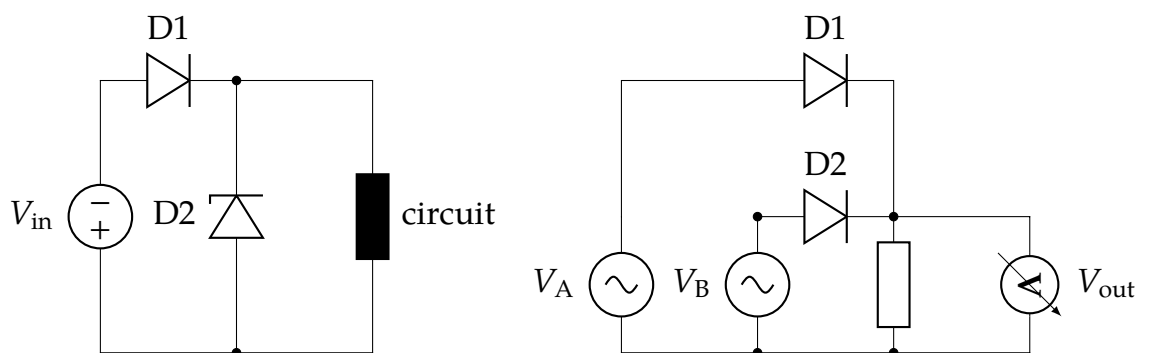 D1
V_in
−
+
D2
circuit
D1
D2
V_A
V_B
V
V_out